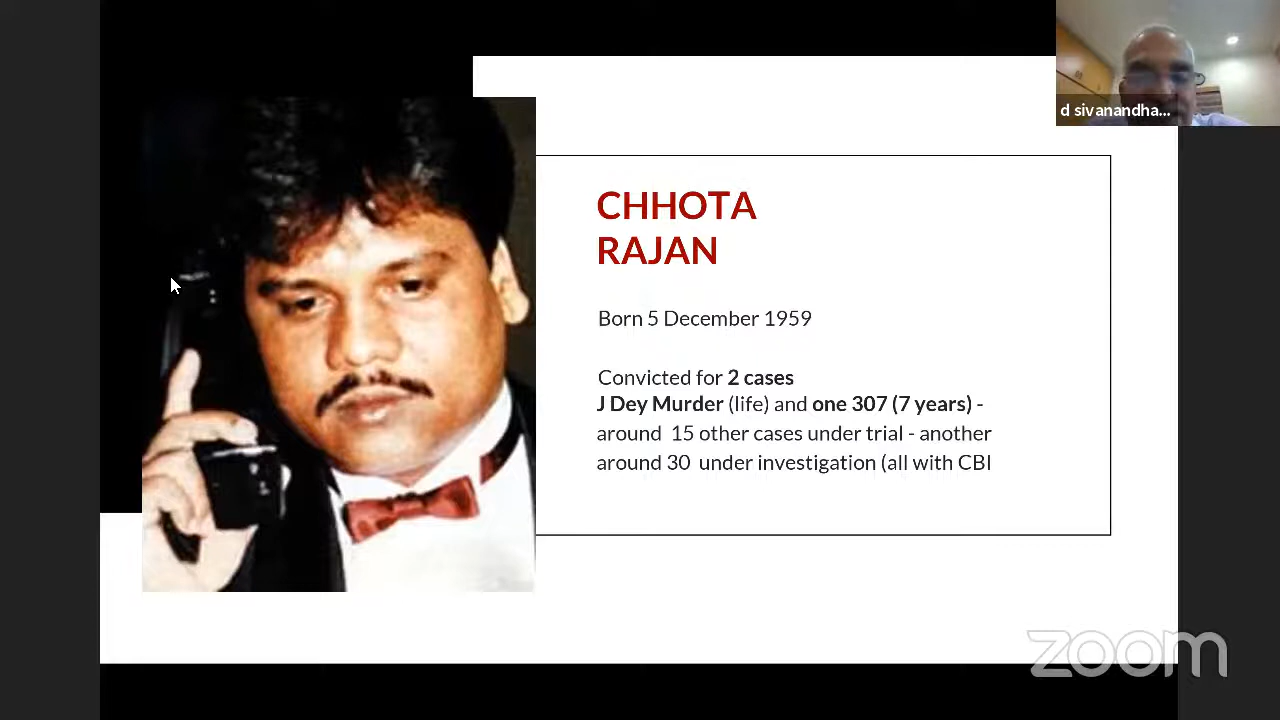 d sivanandha...
CHHOTA
RAJAN
Born 5 December 1959
Convicted for 2 cases
J Dey Murder (life) and one 307 (7 years) -
around 15 other cases under trial - another
around 30 under investigation (all with CBI
zoom